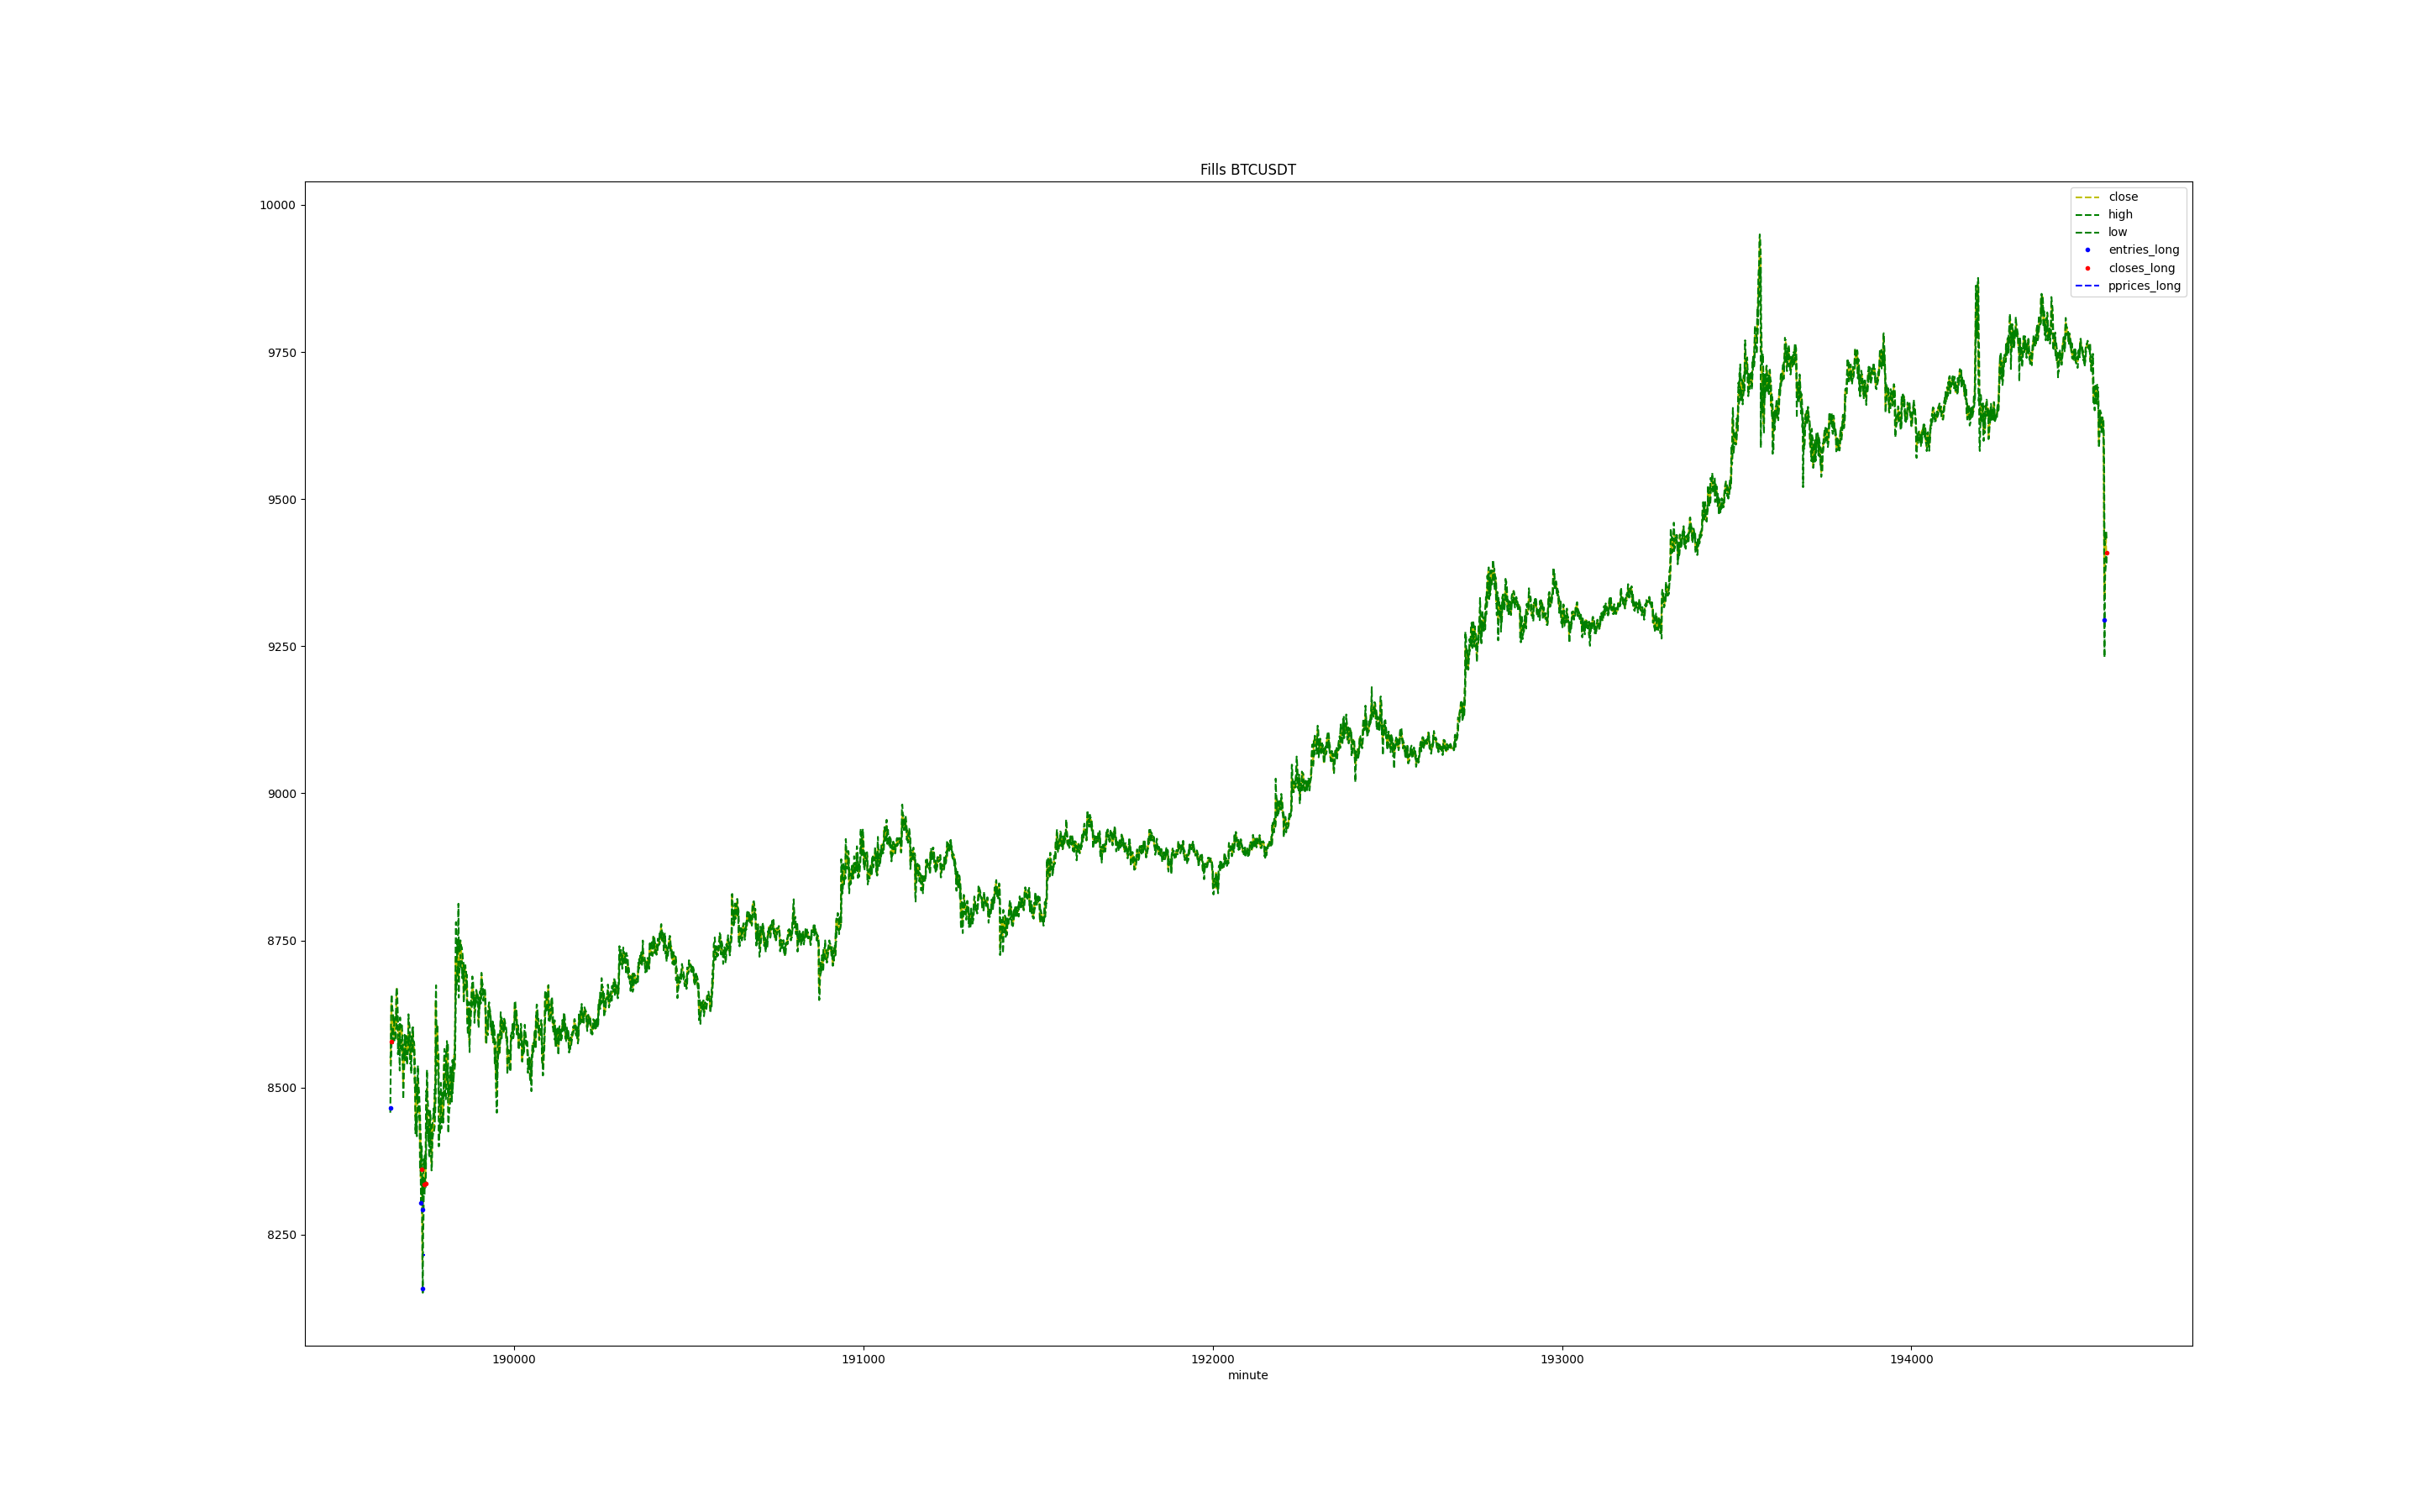 Fills BTCUSDT
close
high
low
entries_long
closes_long
pprices_long
10000
9750
9500
9250
9000
8750
8500
8250
190000 191000 192000 193000 194000
minute